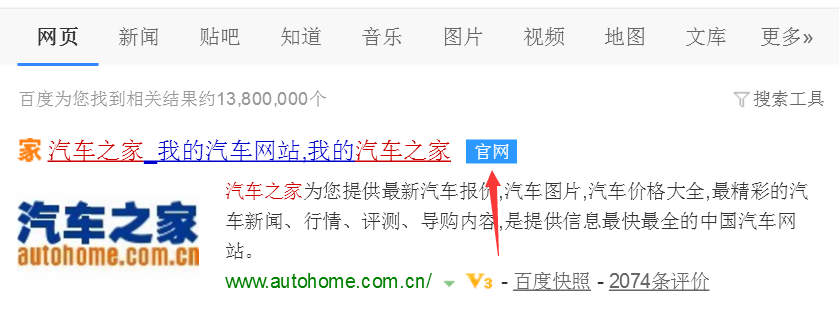 网页 新闻 贴吧 知道 音乐 图片 视频 地图 文库 更多»
百度为您找到相关结果约13,800,000个 搜索工具
家 汽车之家_我的汽车网站,我的汽车之家 官网
汽车之家为您提供最新汽车报价,汽车图片,汽车价格大全,最精彩的汽
车新闻、行情、评测、导购内容,是提供信息最快最全的中国汽车网
站。
汽车之家
autohome.com.cn
www.autohome.com.cn/ V3 - 百度快照 - 2074条评价